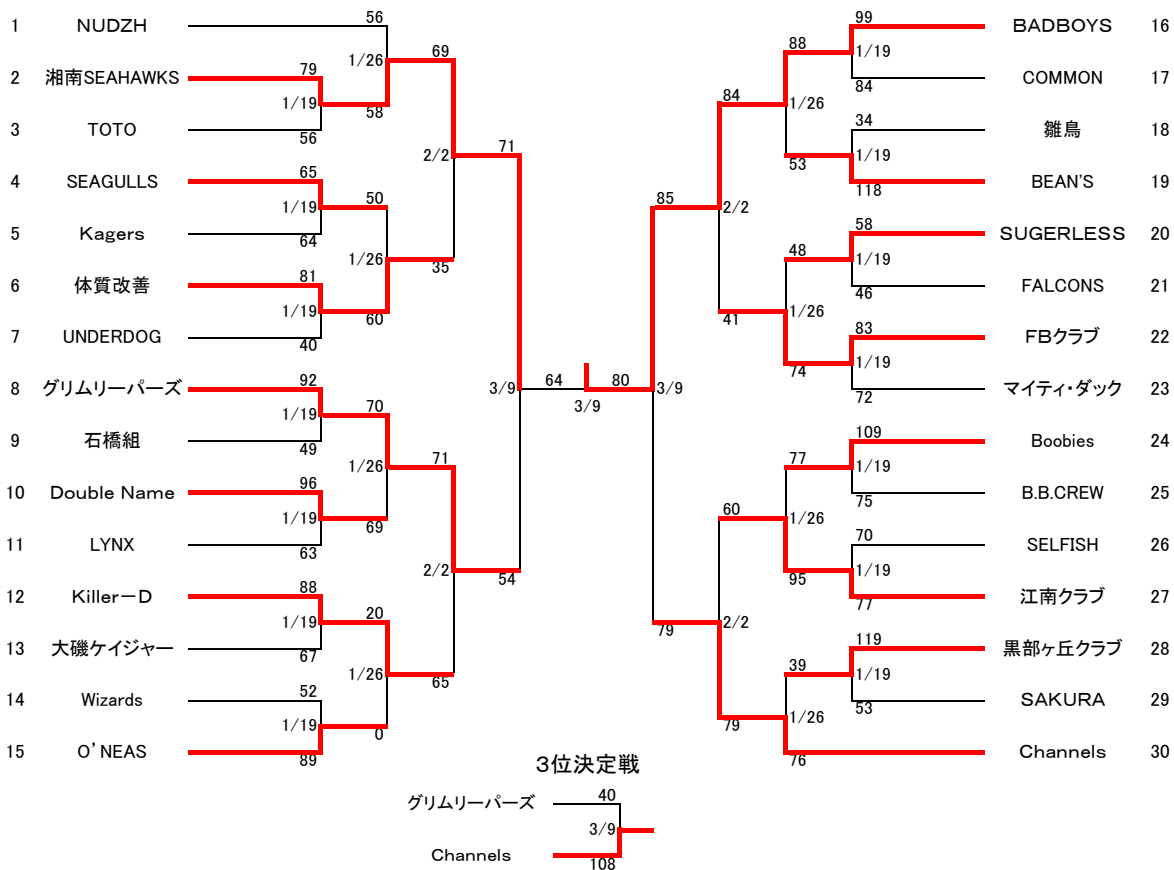 56 99
1 NUDZH BADBOYS 16
69 88 1/19
1/26
2 湘南SEAHAWKS 79 COMMON 17
84
1/19 84 1/26
58
3 TOTO 56 34 雛鳥 18
71 2/2 53 1/19
4 SEAGULLS 65 118 BEAN'S 19
1/19 50 85 2/2
5 Kagers 64 58 SUGERLESS 20
1/26 35 48 1/19
6 体質改善 81 46 FALCONS 21
1/19 60 41 1/26
7 UNDERDOG 40 83 FBクラブ 22
74 1/19
8 グリムリーパーズ 92 3/9 64 80 3/9 72 マイティ・ダック 23
3/9
1/19 70
9 石橋組 49 109 Boobies 24
1/26 71 77 1/19
10 Double Name 96 75 B.B.CREW 25
1/19 69 60 1/26
11 LYNX 63 70 SELFISH 26
2/2 54 95 1/19
12 Killer－D 88 77 江南クラブ 27
1/19 20 79 2/2
13 大磯ケイジャー 67 119 黒部ヶ丘クラブ 28
1/26 65 39 1/19
14 Wizards 52 53 SAKURA 29
1/19 0 79 1/26
15 O'NEAS 89 76 Channels 30
3位決定戦
グリムリーパーズ 40
3/9
Channels 108